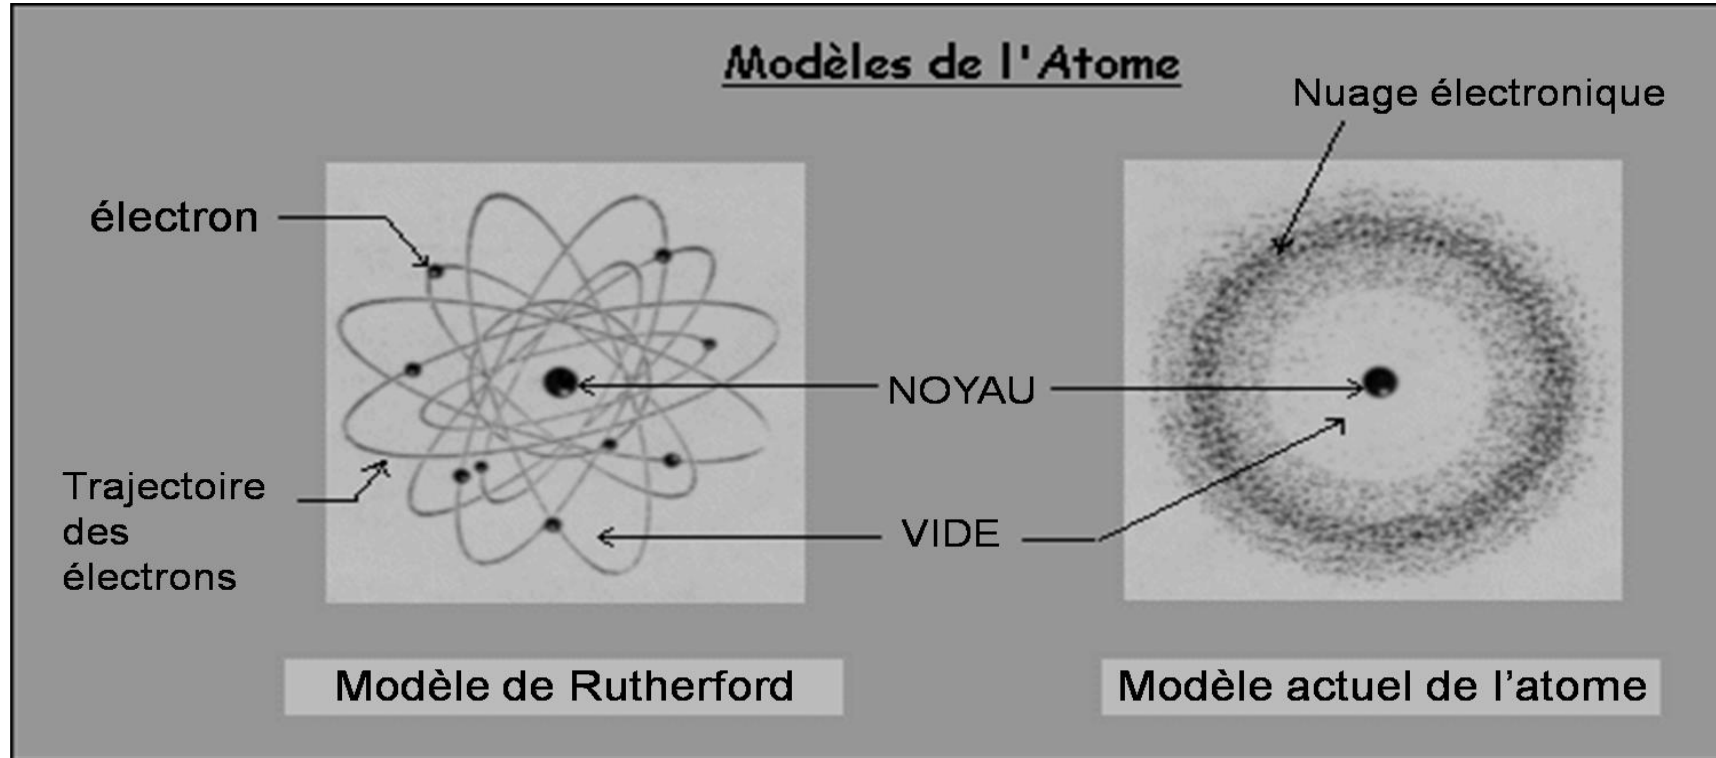 Modèles de l'Atome
Nuage électronique
électron
NOYAU
Trajectoire
des
électrons
VIDE
Modèle de Rutherford
Modèle actuel de l’atome